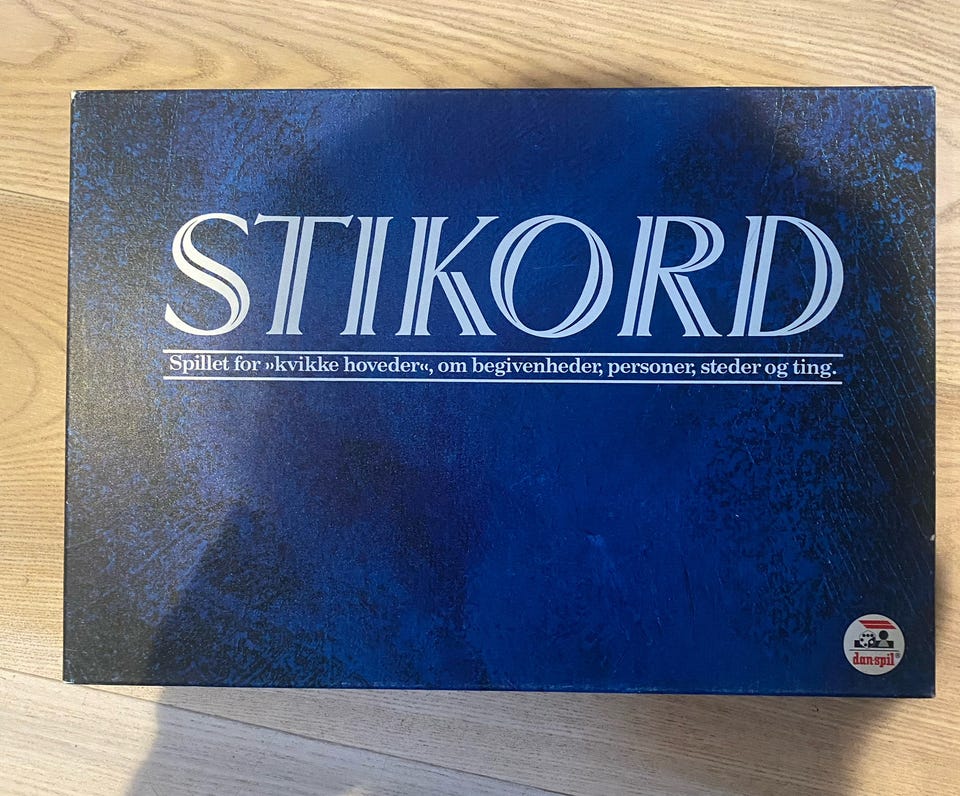 STIKORD
Spillet for »kvikke hoveder«, om begivenheder, personer, steder og ting.
dan-spil®